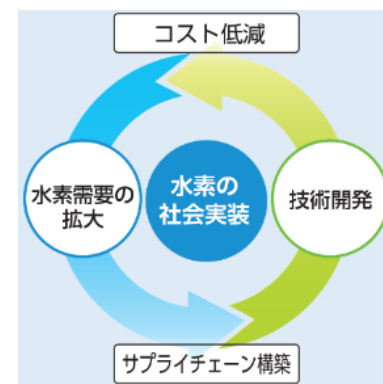 コスト低減
水素需要の
拡大
水素の
社会実装
技術開発
サプライチェーン構築